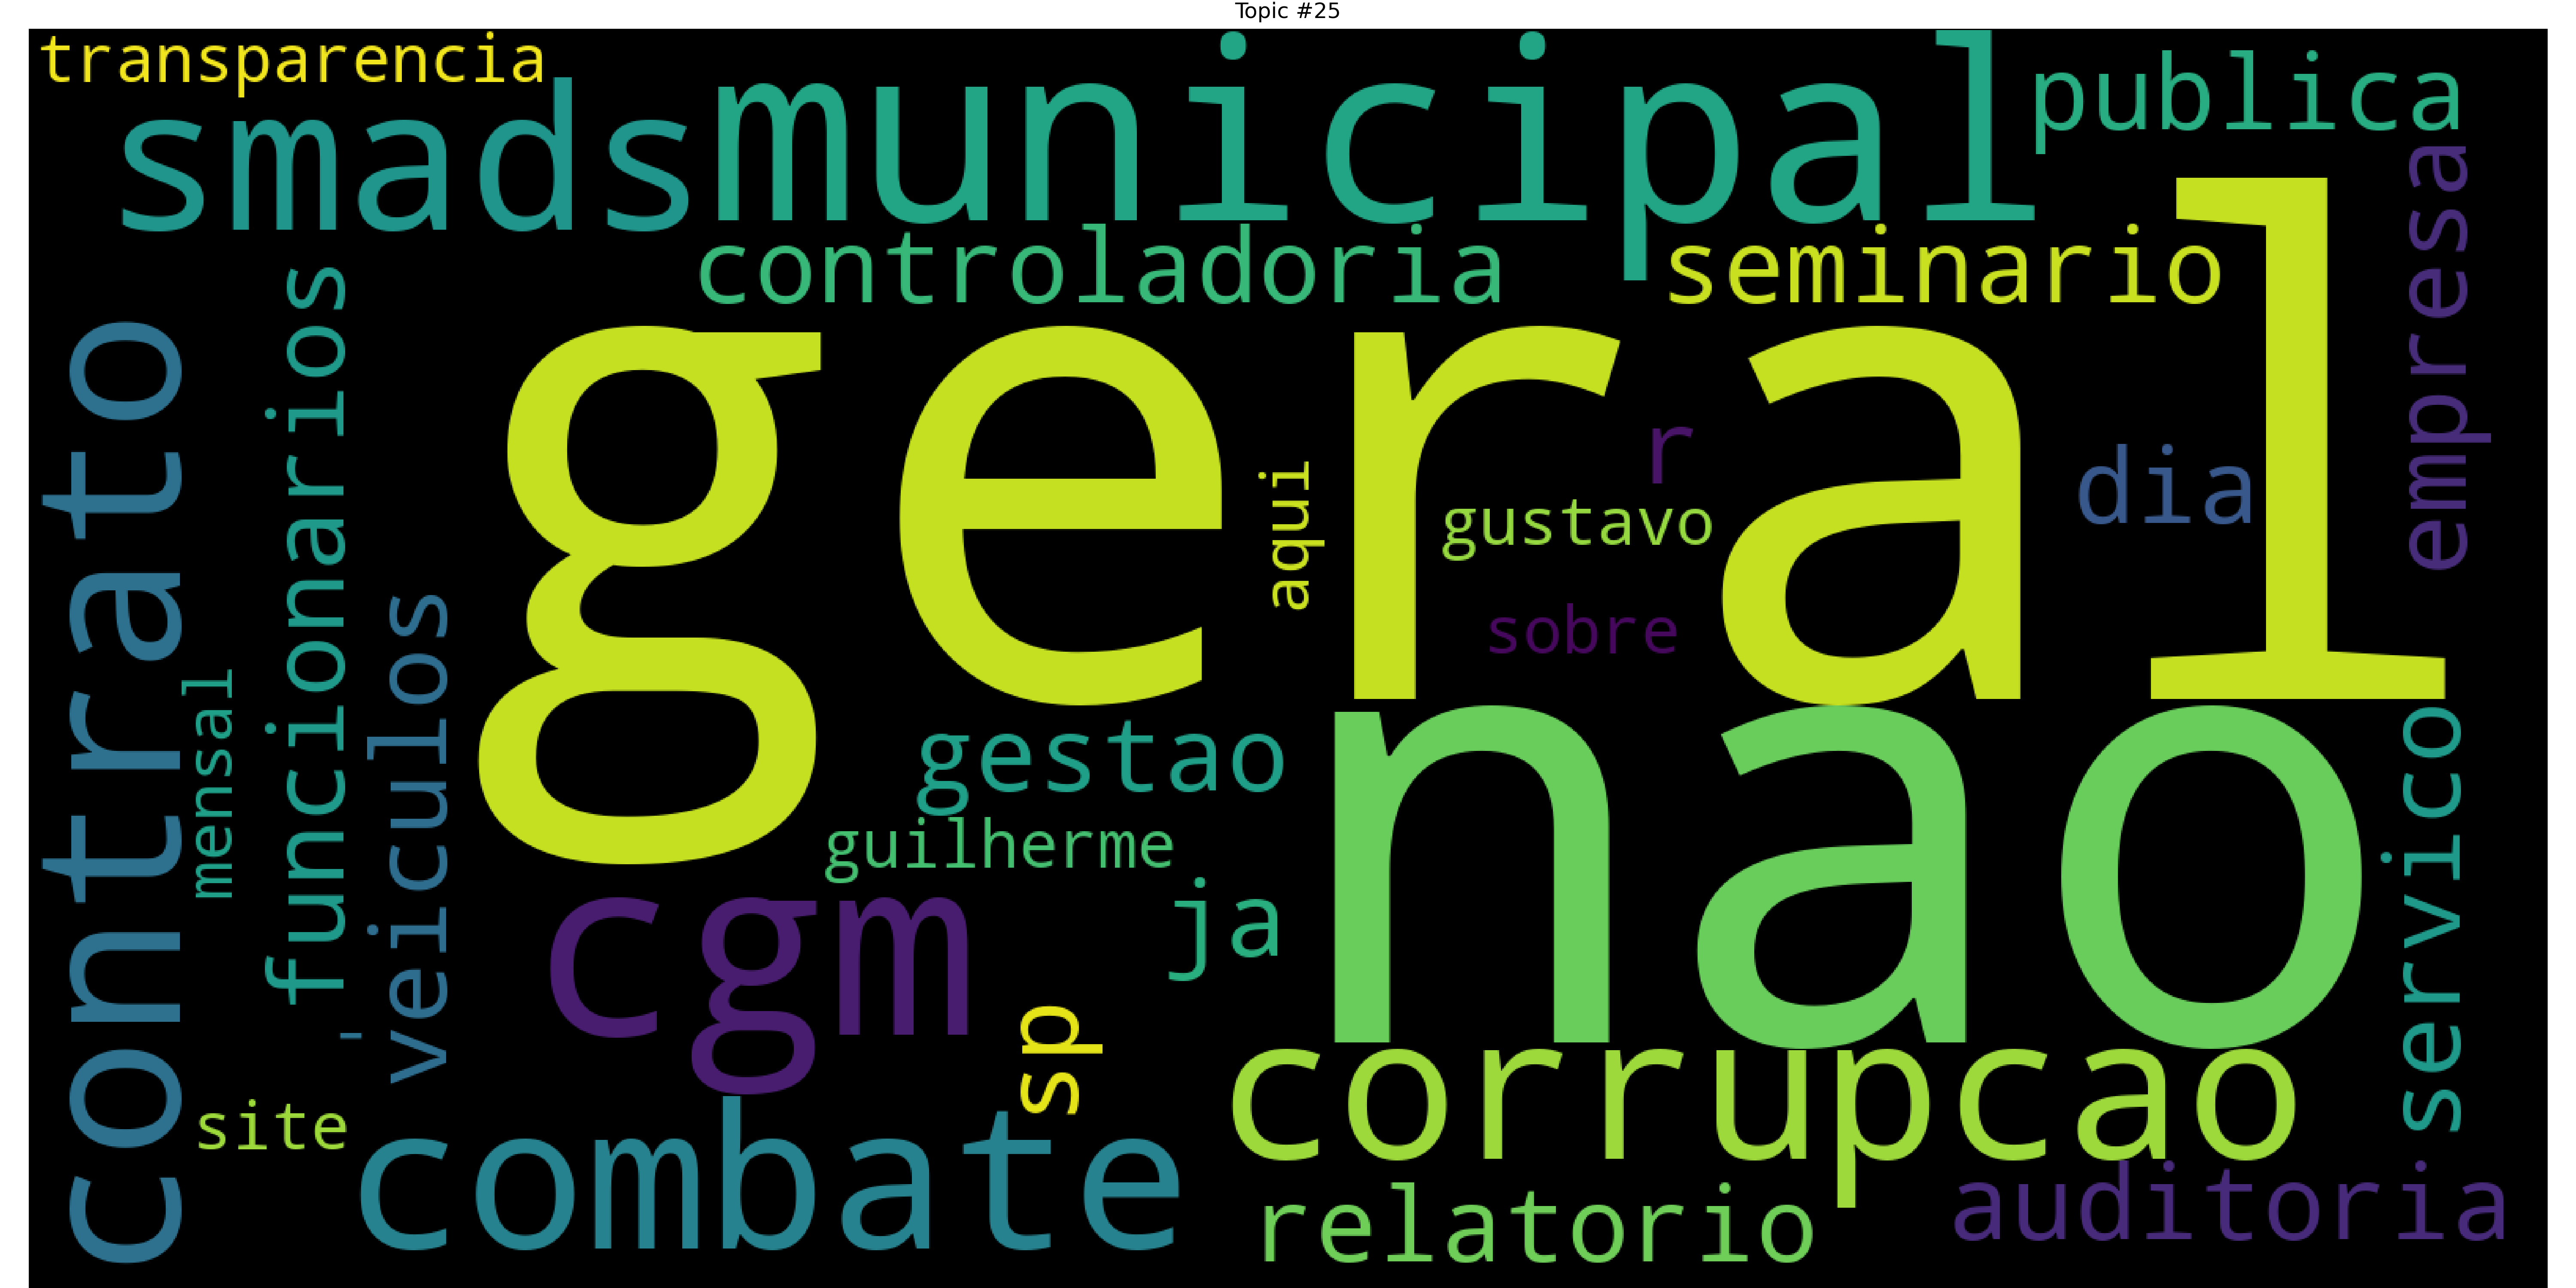 Topic #25
transparencia
smads
municipal
publica
controladoria
seminario
empresa
contrato
funcionarios
geral
r
dia
aqui
gustavo
sobre
veiculos
mensal
gestao
nao
servico
guilherme
ja
cgm
sp
corrupcao
site
combate
relatorio
auditoria